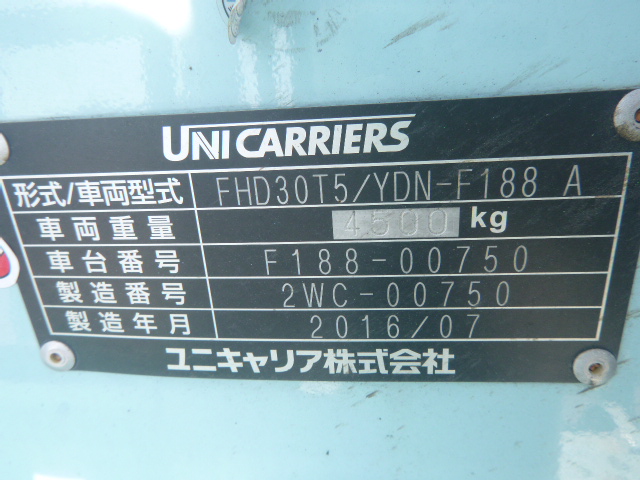 UNICARRIERS
形式/車両型式 FHD30T5/YDN-F188 A
車両重量 4500 kg
車台番号 F188-00750
製造番号 2WC-00750
製造年月 2016/07
ユニキャリア株式会社